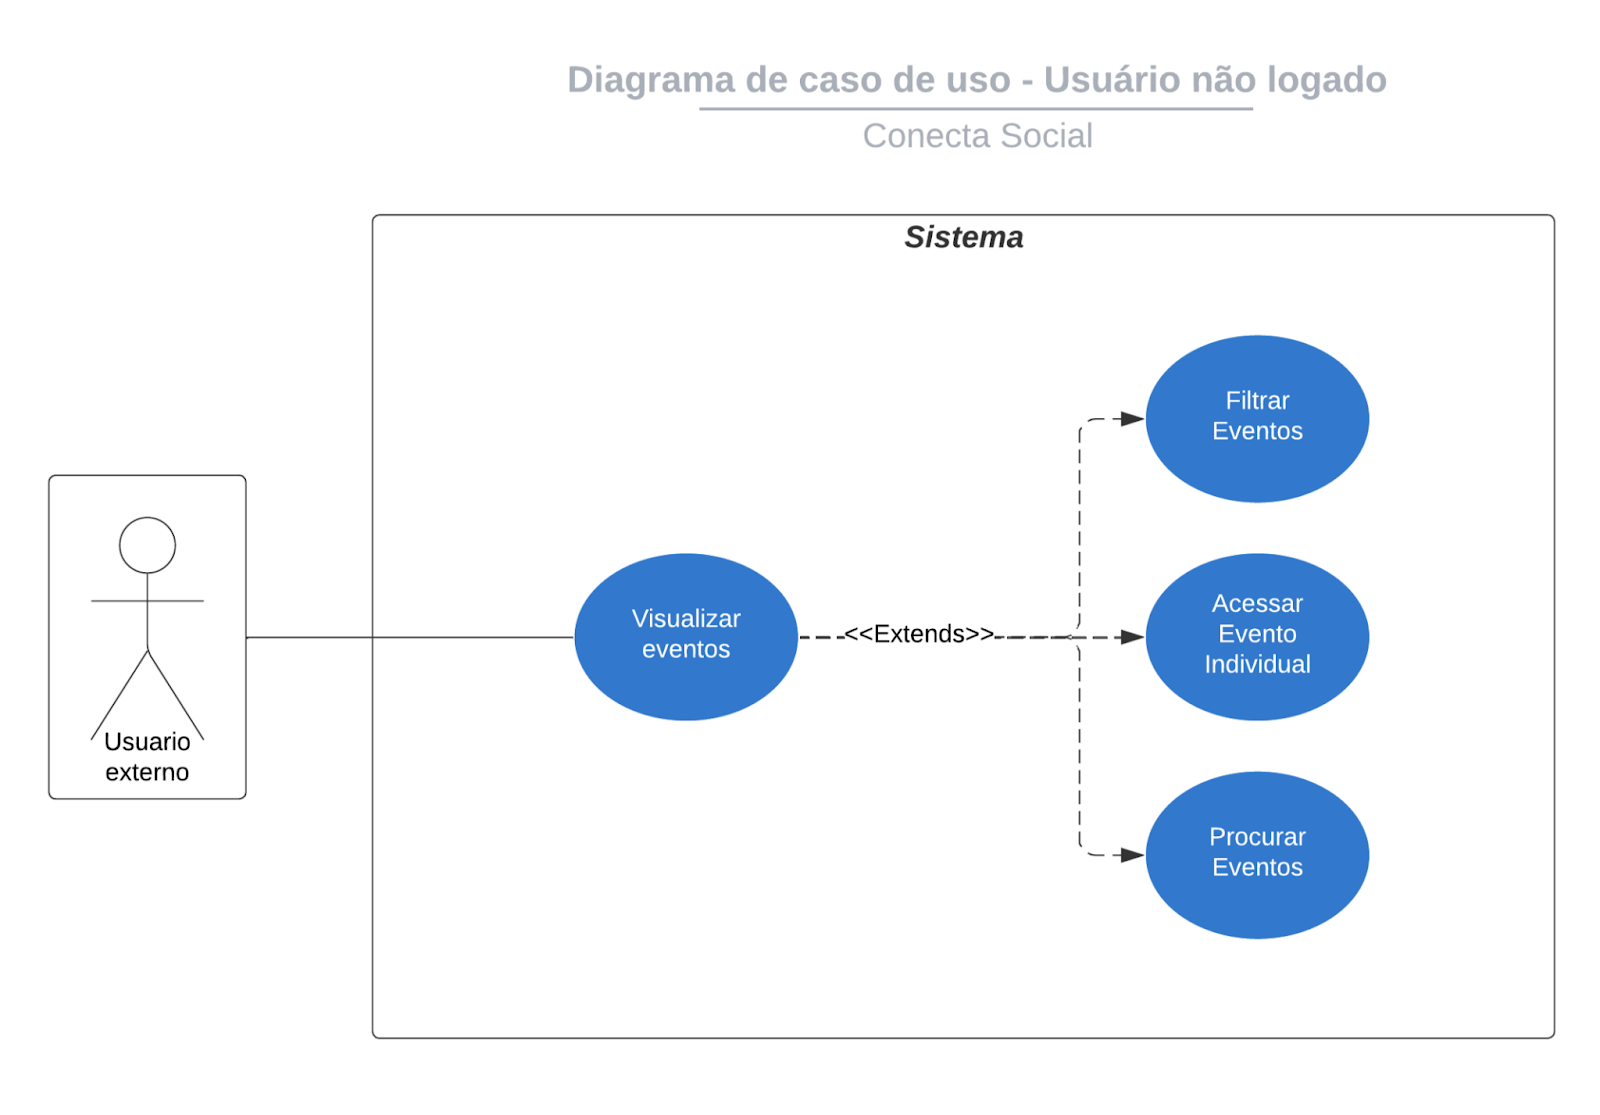 Diagrama de caso de uso - Usuário não logado
Conecta Social
Sistema
Filtrar
Eventos
Usuario
externo
Visualizar
eventos
<<Extends>>
Acessar
Evento
Individual
Procurar
Eventos